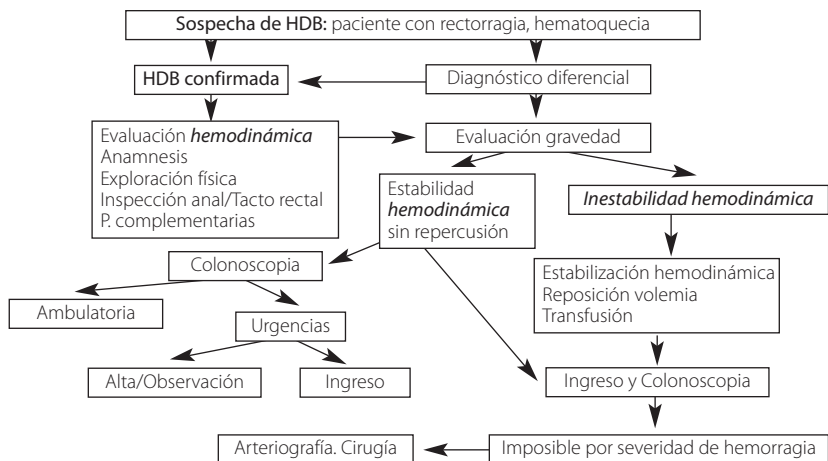 Sospecha de HDB: paciente con rectorragia, hematoquecia
HDB confirmada
Diagnóstico diferencial
Evaluación hemodinámica
Anamnesis
Exploración física
Inspección anal/Tacto rectal
P. complementarias
Evaluación gravedad
Estabilidad
hemodinámica
sin repercusión
Inestabilidad hemodinámica
Colonoscopia
Estabilización hemodinámica
Reposición volemia
Transfusión
Ambulatoria
Urgencias
Alta/Observación
Ingreso
Ingreso y Colonoscopia
Arteriografía. Cirugía
Imposible por severidad de hemorragia